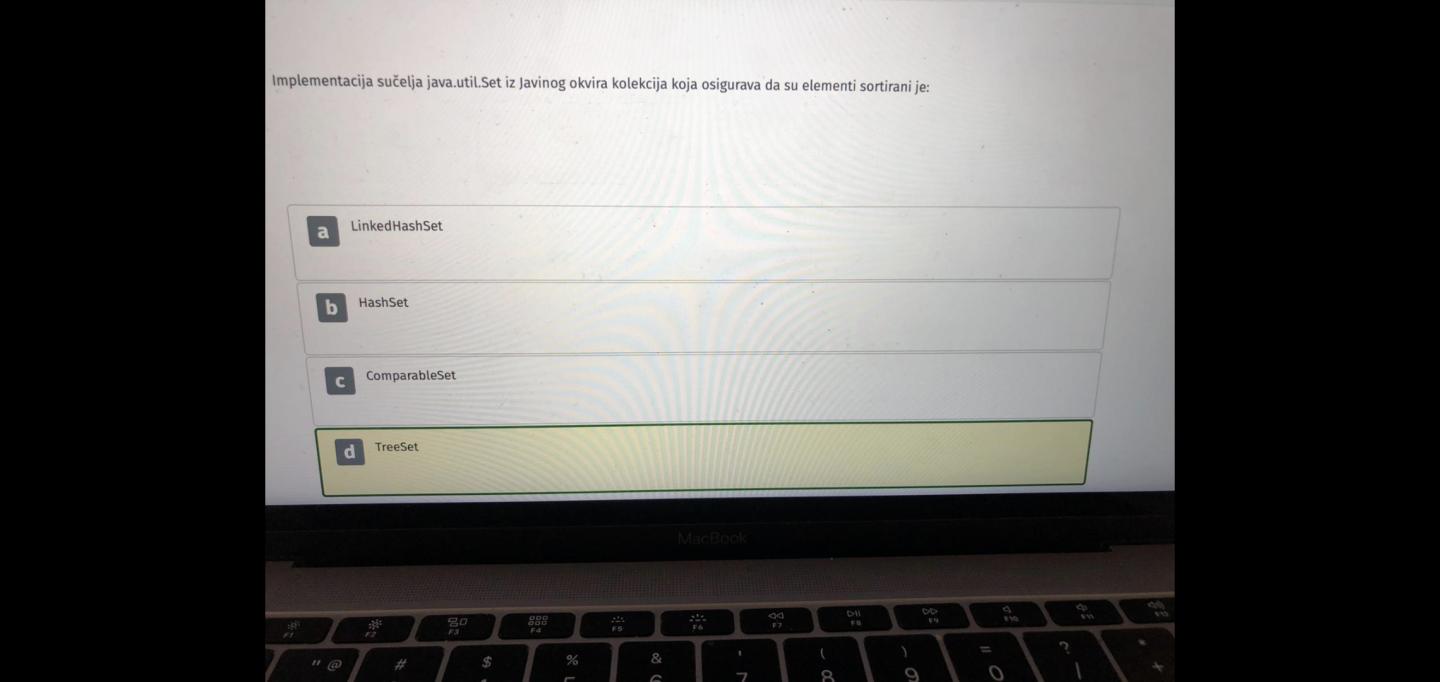 Implementacija sučelja java.util.Set iz Javinog okvira kolekcija koja osigurava da su elementi sortirani je:
a LinkedHashSet
b HashSet
c ComparableSet
d TreeSet
MacBook
F1 F2 F3 F4 F5 F6 F7 F8 F9 F10 F11 F12
" @ # $ % & ' ( ) = ? *
7 8 9 0 +